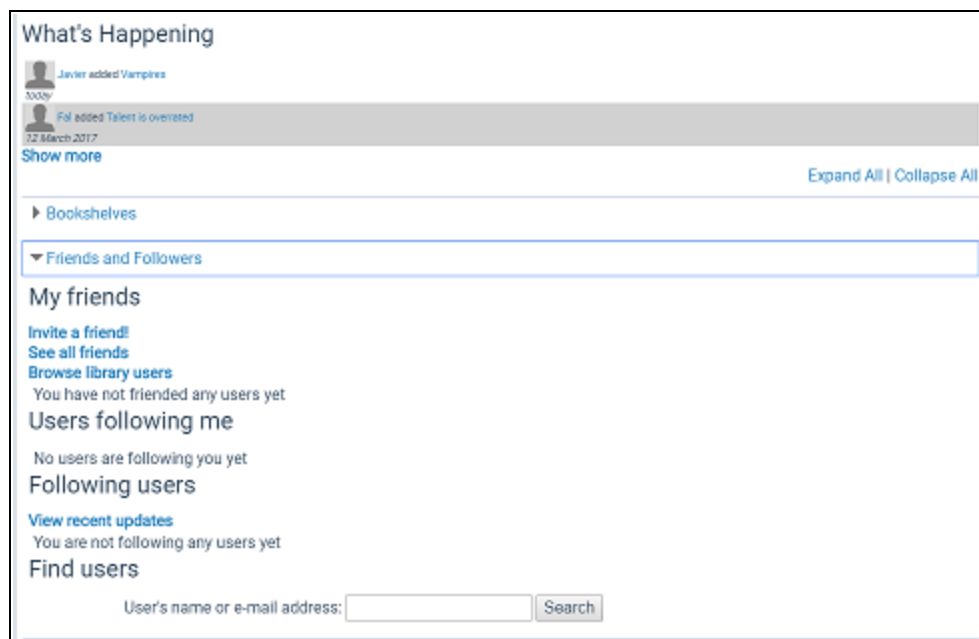 What's Happening
Javier added Vampires
today
Fal added Talent is overrated
12 March 2017
Show more
Expand All | Collapse All
Bookshelves
Friends and Followers
My friends
Invite a friend!
See all friends
Browse library users
You have not friended any users yet
Users following me
No users are following you yet
Following users
View recent updates
You are not following any users yet
Find users
User's name or e-mail address: Search